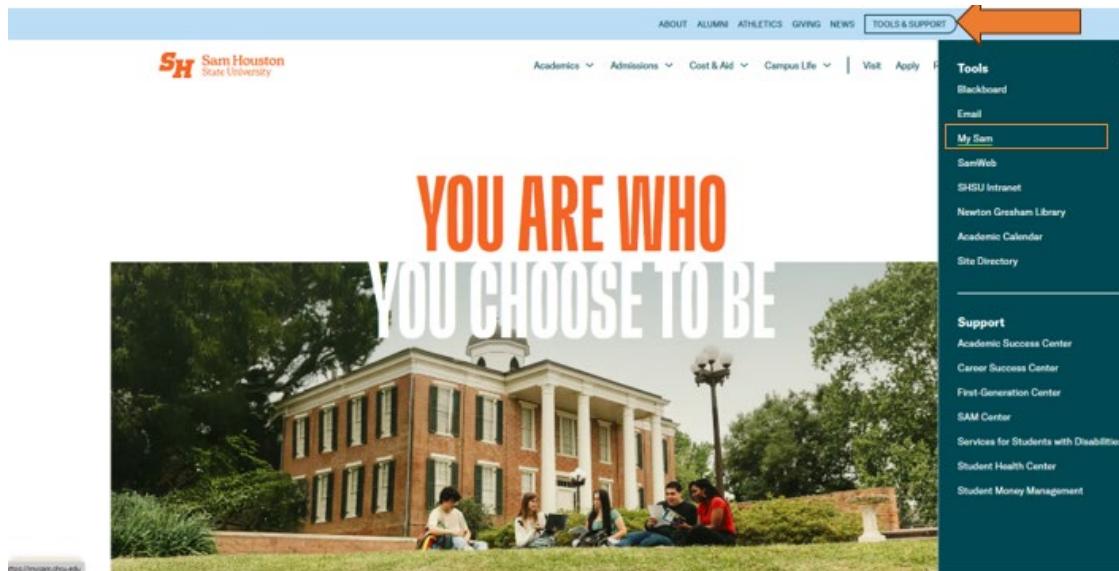 ABOUT ALUMNI ATHLETICS GIVING NEWS TOOLS & SUPPORT
SH Sam Houston
State University
Academics Admissions Cost & Aid Campus Life Visit Apply
Tools
Blackboard
Email
My Sam
SamWeb
SHSU Intranet
Newton Gresham Library
Academic Calendar
Site Directory
Support
Academic Success Center
Career Success Center
First-Generation Center
SAM Center
Services for Students with Disabilities
Student Health Center
Student Money Management
YOU ARE WHO
YOU CHOOSE TO BE